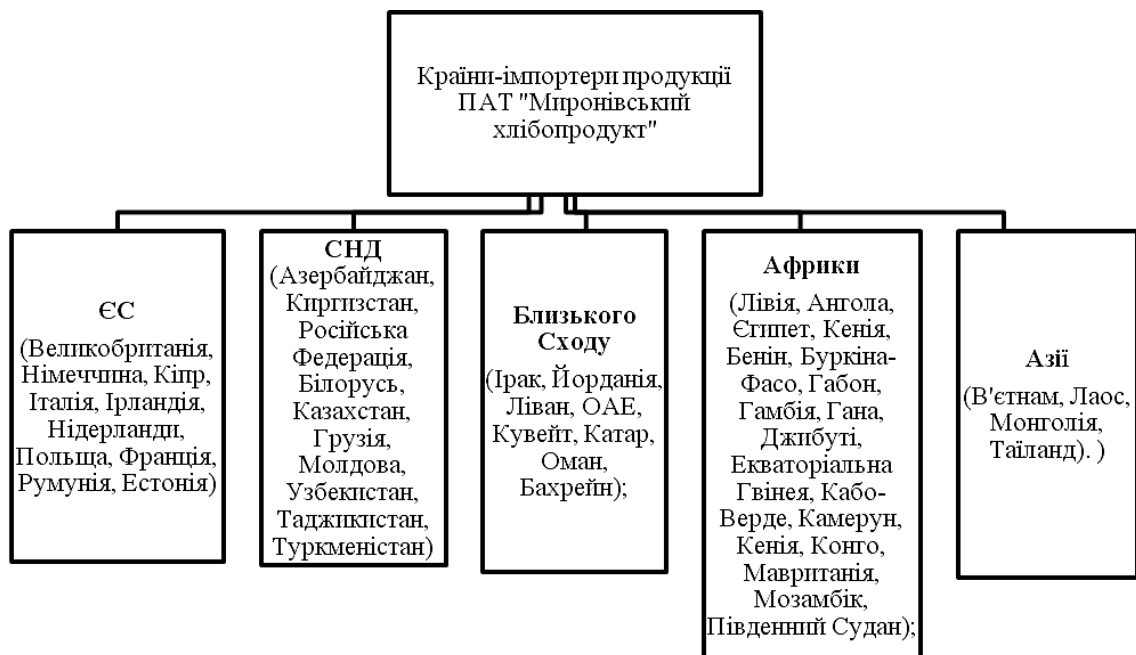 Країни-імпортери продукції
ПАТ "Миронівський
хлібопродукт"
ЄС
(Великобританія,
Німеччина, Кіпр,
Італія, Ірландія,
Нідерланди,
Польща, Франція,
Румунія, Естонія)
СНД
(Азербайджан,
Киргизстан,
Російська
Федерація,
Білорусь,
Казахстан,
Грузія,
Молдова,
Узбекистан,
Таджикистан,
Туркменістан)
Близького
Сходу
(Ірак, Йорданія,
Ліван, ОАЕ,
Кувейт, Катар,
Оман,
Бахрейн);
Африки
(Лівія, Ангола,
Єгипет, Кенія,
Бенін, Буркіна-
Фасо, Габон,
Гамбія, Гана,
Джибуті,
Екваторіальна
Гвінея, Кабо-
Верде, Камерун,
Кенія, Конго,
Мавританія,
Мозамбік,
Південний Судан);
Азії
(В'єтнам, Лаос,
Монголія,
Таїланд). )